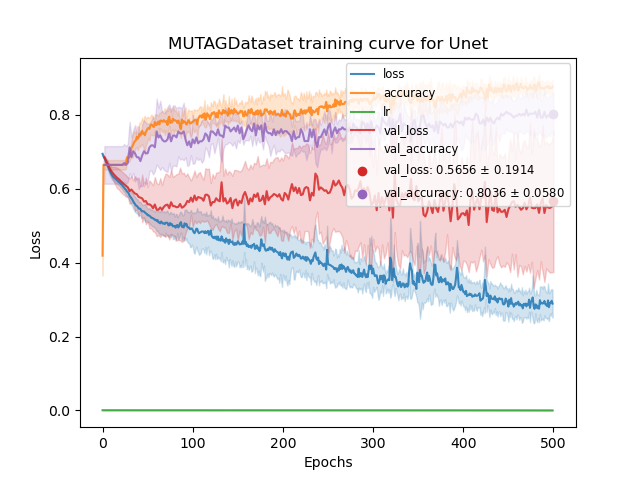 MUTAGDataset training curve for Unet
loss
accuracy
lr
val_loss
val_accuracy
val_loss: 0.5656 ± 0.1914
val_accuracy: 0.8036 ± 0.0580
Loss
0.8
0.6
0.4
0.2
0.0
0
100
200
300
400
500
Epochs